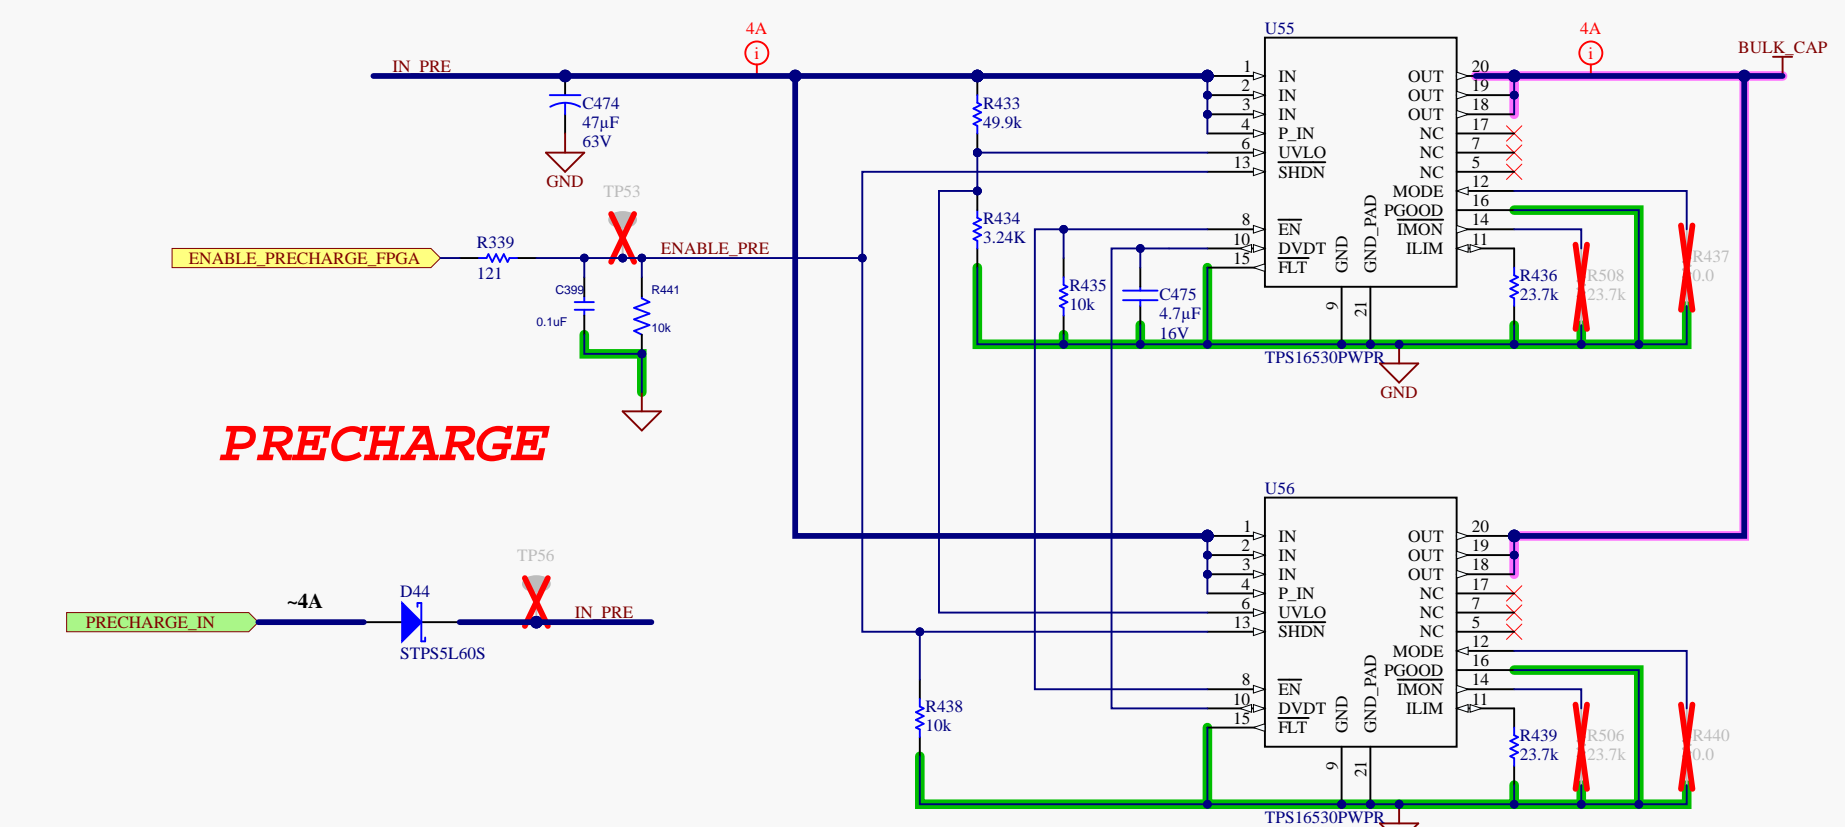 4A
i
IN_PRE
C474
47µF
63V
GND
R433
49.9k
R434
3.24K
U55
1 IN
2 IN
3 IN
4 P_IN
6 UVLO
13 SHDN
8 EN
10 DVDT
15 FLT
GND
GND_PAD
9
21
OUT 20
OUT 19
OUT 18
NC 17
NC 7
NC 5
MODE 12
PGOOD 16
IMON 14
ILIM 11
4A
i
BULK_CAP
TP53
ENABLE_PRECHARGE_FPGA
R339
121
ENABLE_PRE
C399
0.1uF
R441
10k
R435
10k
C475
4.7µF
16V
R436
23.7k
R508
23.7k
R437
0.0
TPS16530PWPR
GND
PRECHARGE
U56
1 IN
2 IN
3 IN
4 P_IN
6 UVLO
13 SHDN
8 EN
10 DVDT
15 FLT
GND
GND_PAD
9
21
OUT 20
OUT 19
OUT 18
NC 17
NC 7
NC 5
MODE 12
PGOOD 16
IMON 14
ILIM 11
TP56
PRECHARGE_IN
~4A
D44
STPS5L60S
IN_PRE
R438
10k
R439
23.7k
R506
23.7k
R440
0.0
TPS16530PWPR